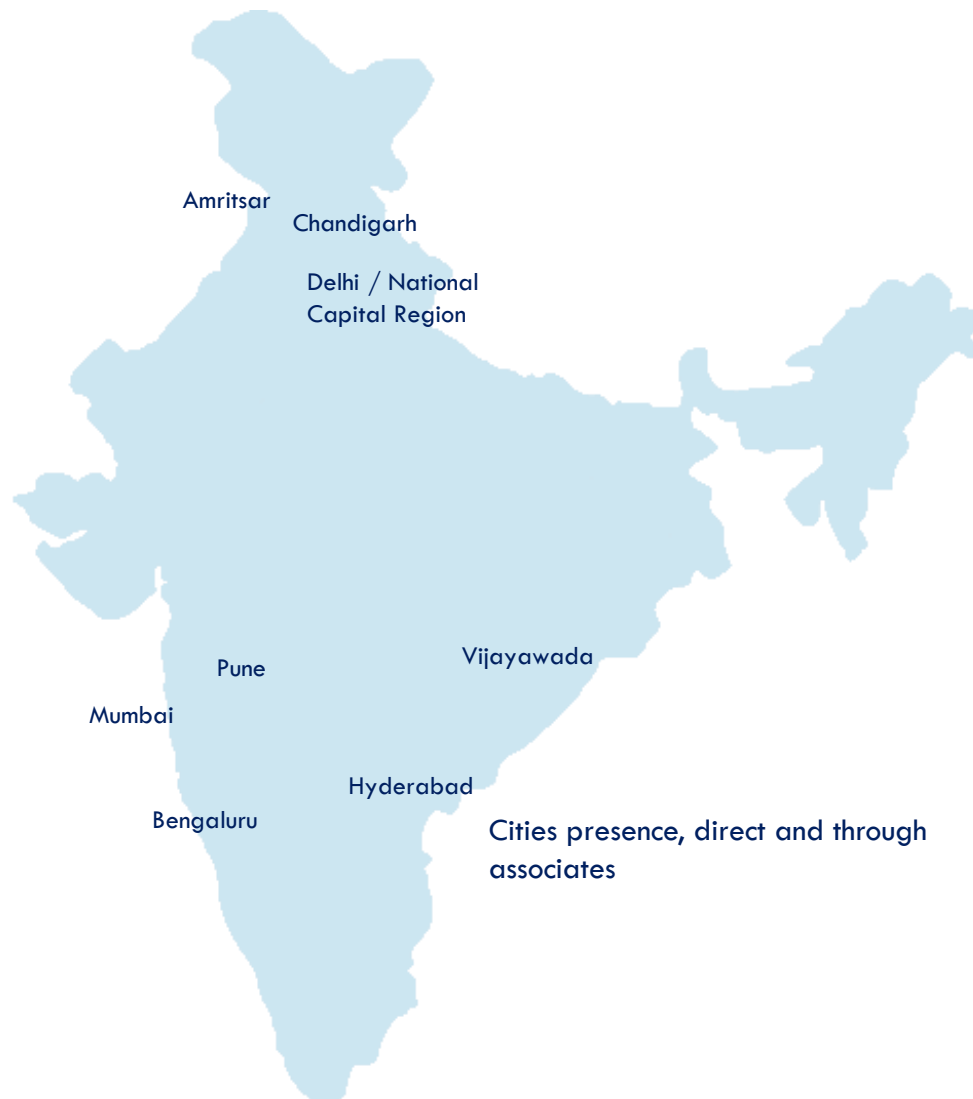 Amritsar
Chandigarh
Delhi / National
Capital Region
Vijayawada
Pune
Mumbai
Hyderabad
Bengaluru
Cities presence, direct and through
associates